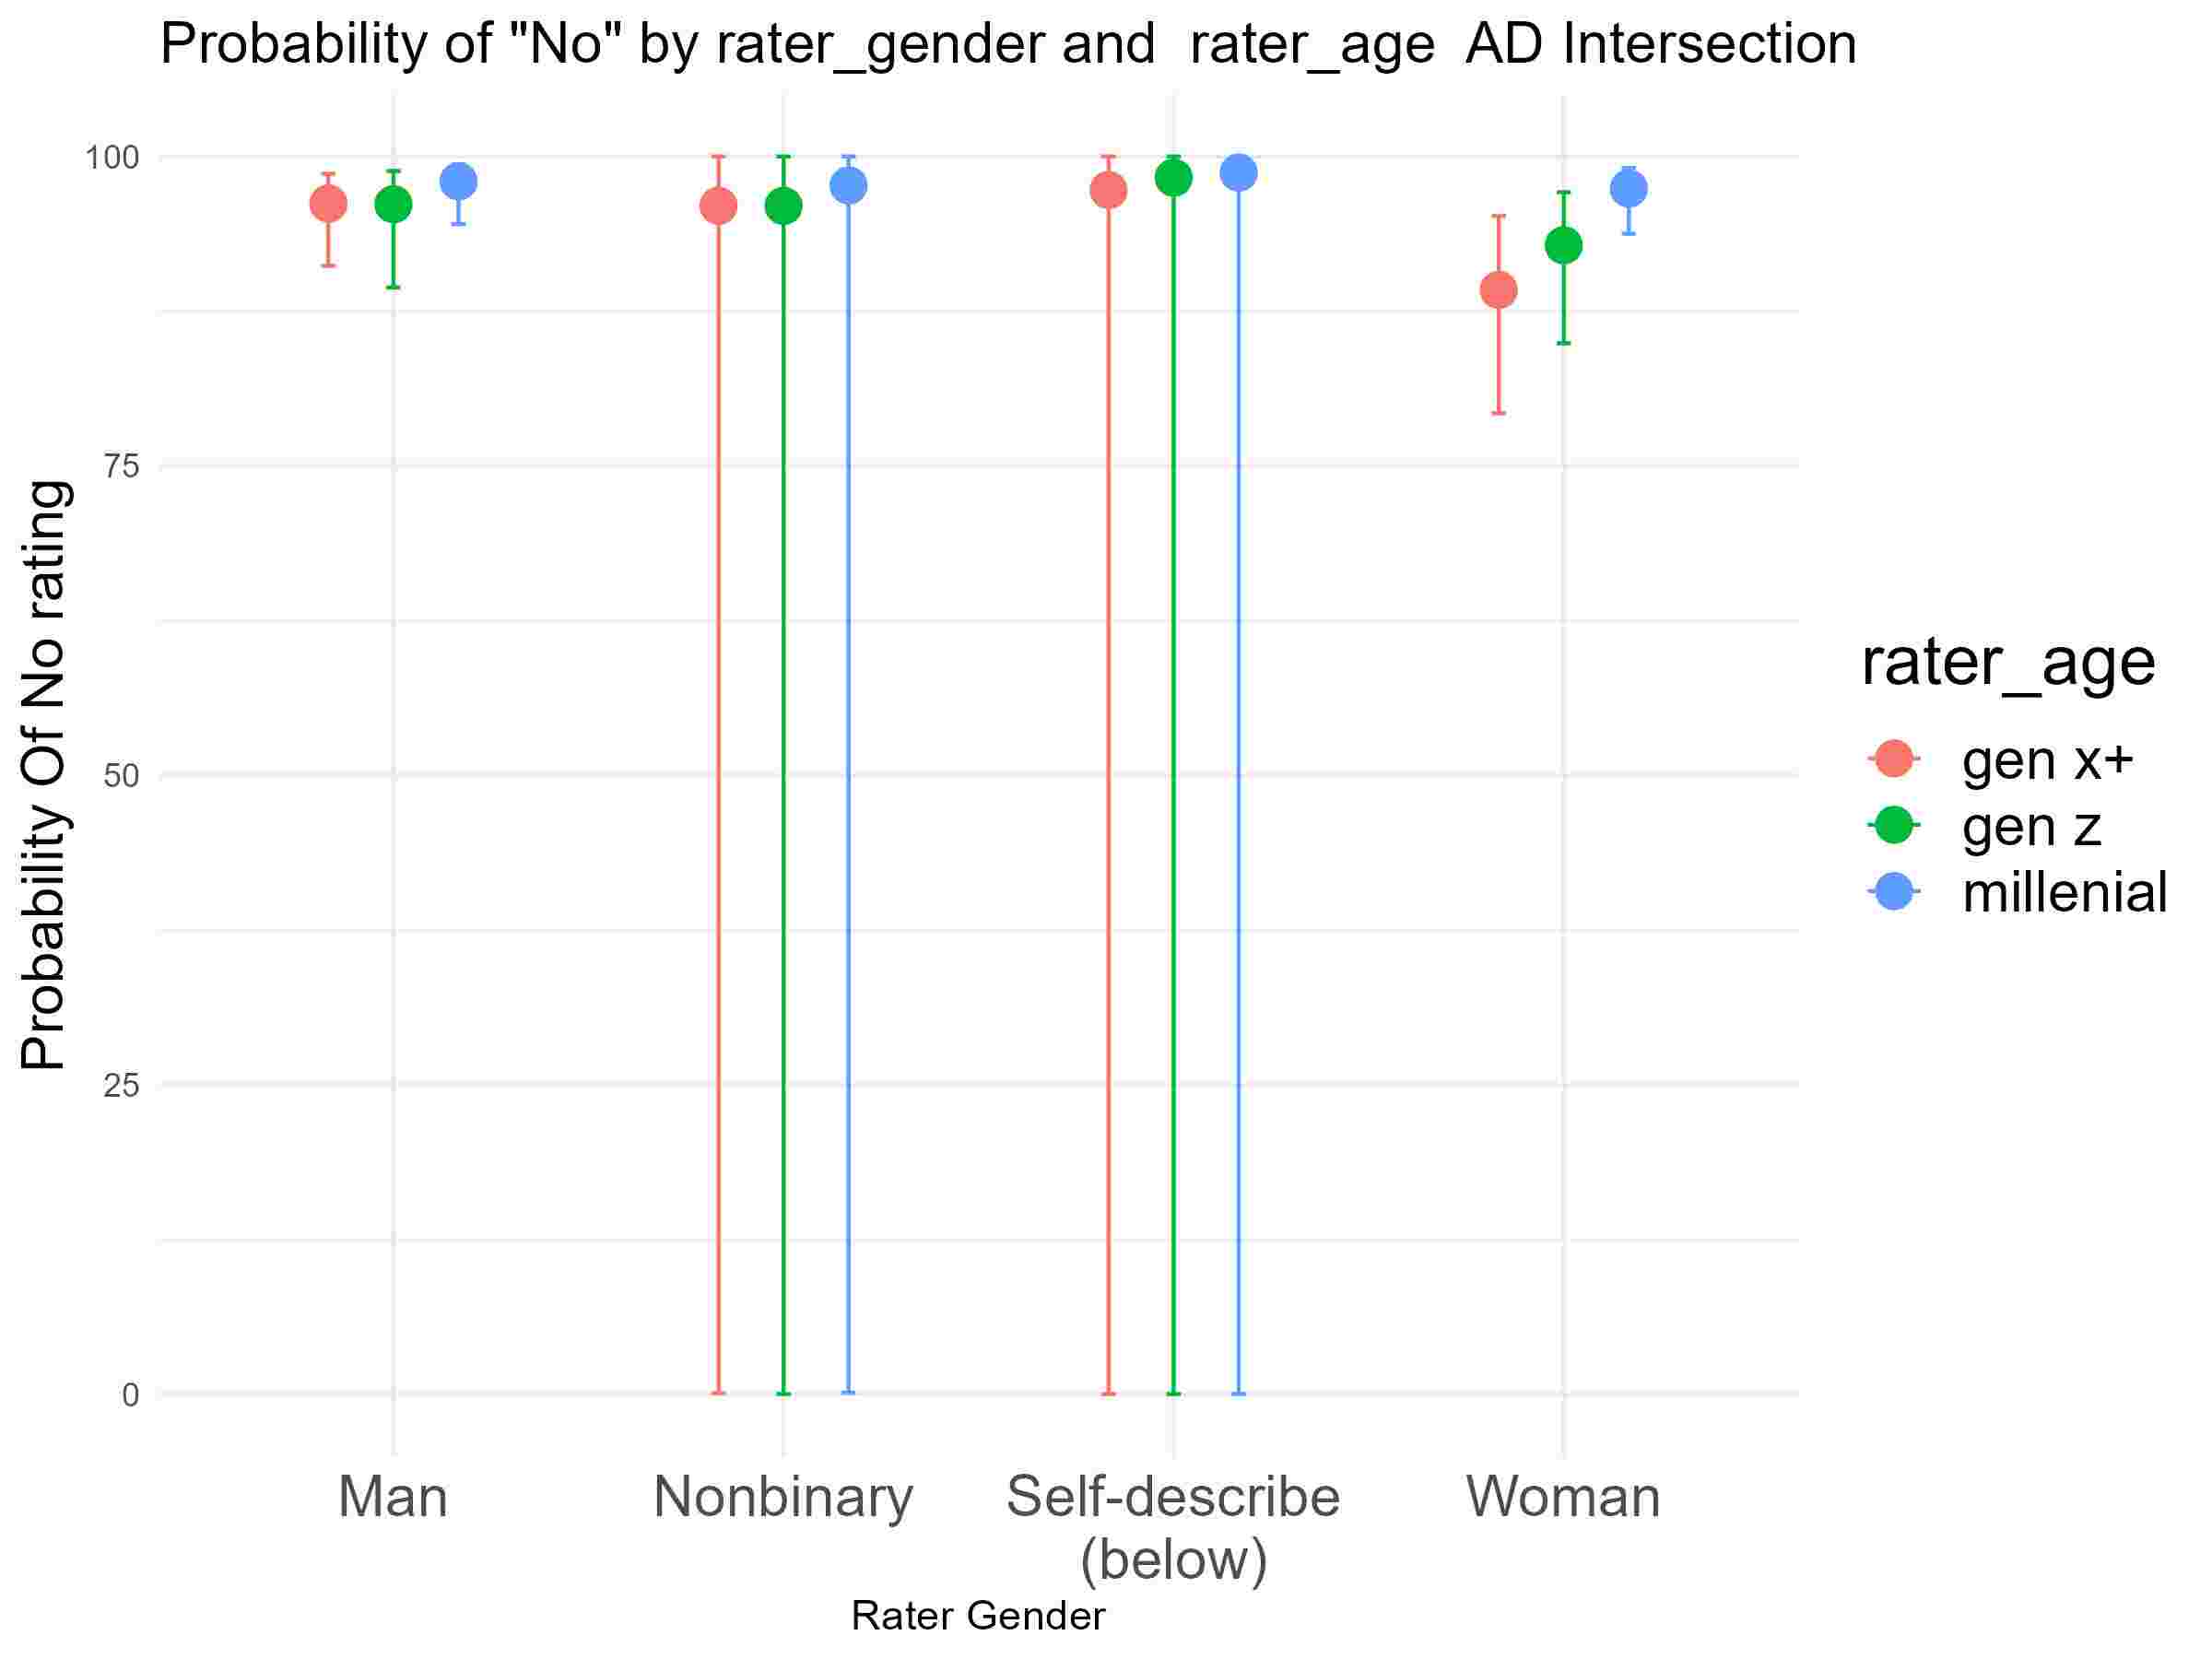 Probability of "No" by rater_gender and  rater_age  AD Intersection
Probability Of No rating
100
75
50
25
0
Man
Nonbinary
Self-describe
(below)
Woman
Rater Gender
rater_age
gen x+
gen z
millenial